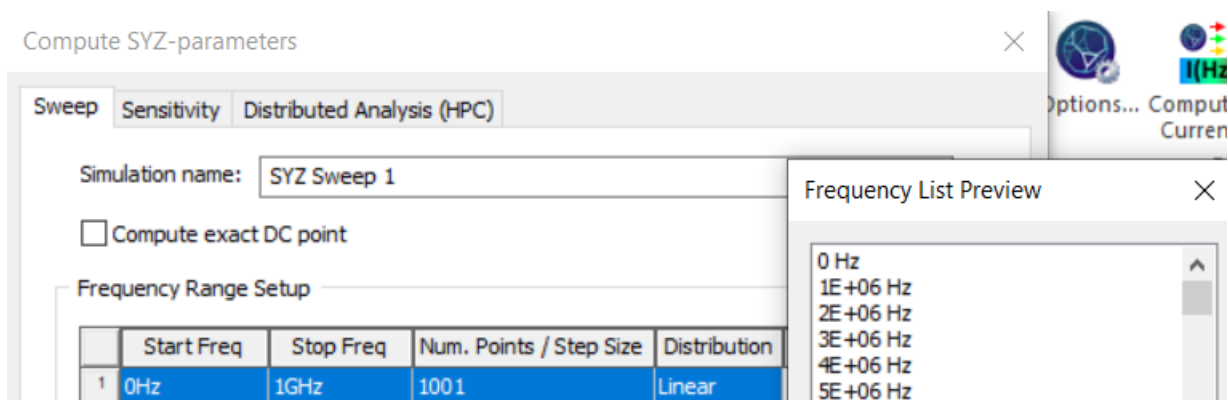 Compute SYZ-parameters
Sweep Sensitivity Distributed Analysis (HPC)
Simulation name: SYZ Sweep 1
Compute exact DC point
Frequency Range Setup
Start Freq Stop Freq Num. Points / Step Size Distribution
1 0Hz 1GHz 1001 Linear
I(Hz
Options... Comput
Curren
Frequency List Preview
0 Hz
1E+06 Hz
2E+06 Hz
3E+06 Hz
4E+06 Hz
5E+06 Hz